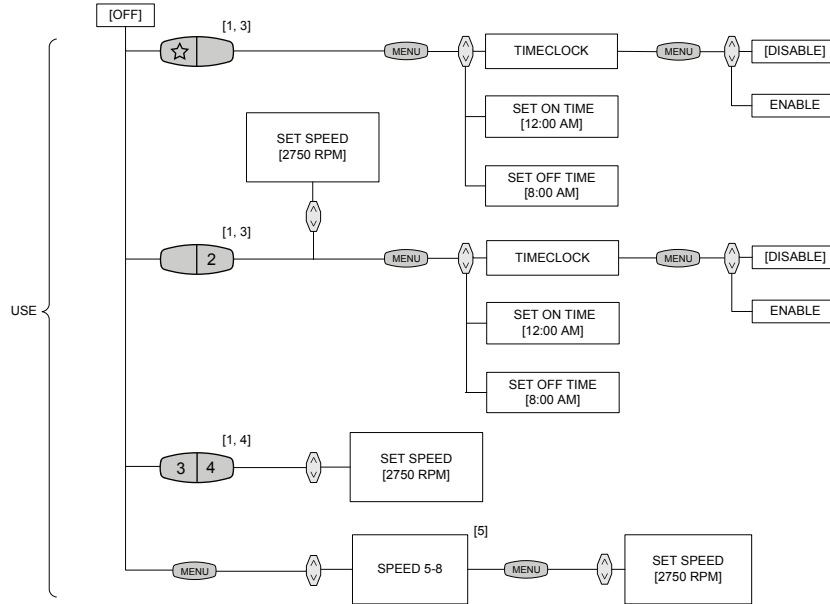 [OFF]
[1, 3]
MENU
TIMECLOCK
MENU
[DISABLE]
ENABLE
SET ON TIME
[12:00 AM]
SET OFF TIME
[8:00 AM]
SET SPEED
[2750 RPM]
[1, 3]
2
MENU
TIMECLOCK
MENU
[DISABLE]
ENABLE
SET ON TIME
[12:00 AM]
SET OFF TIME
[8:00 AM]
USE
[1, 4]
3 4
SET SPEED
[2750 RPM]
MENU
SPEED 5-8
[5]
MENU
SET SPEED
[2750 RPM]